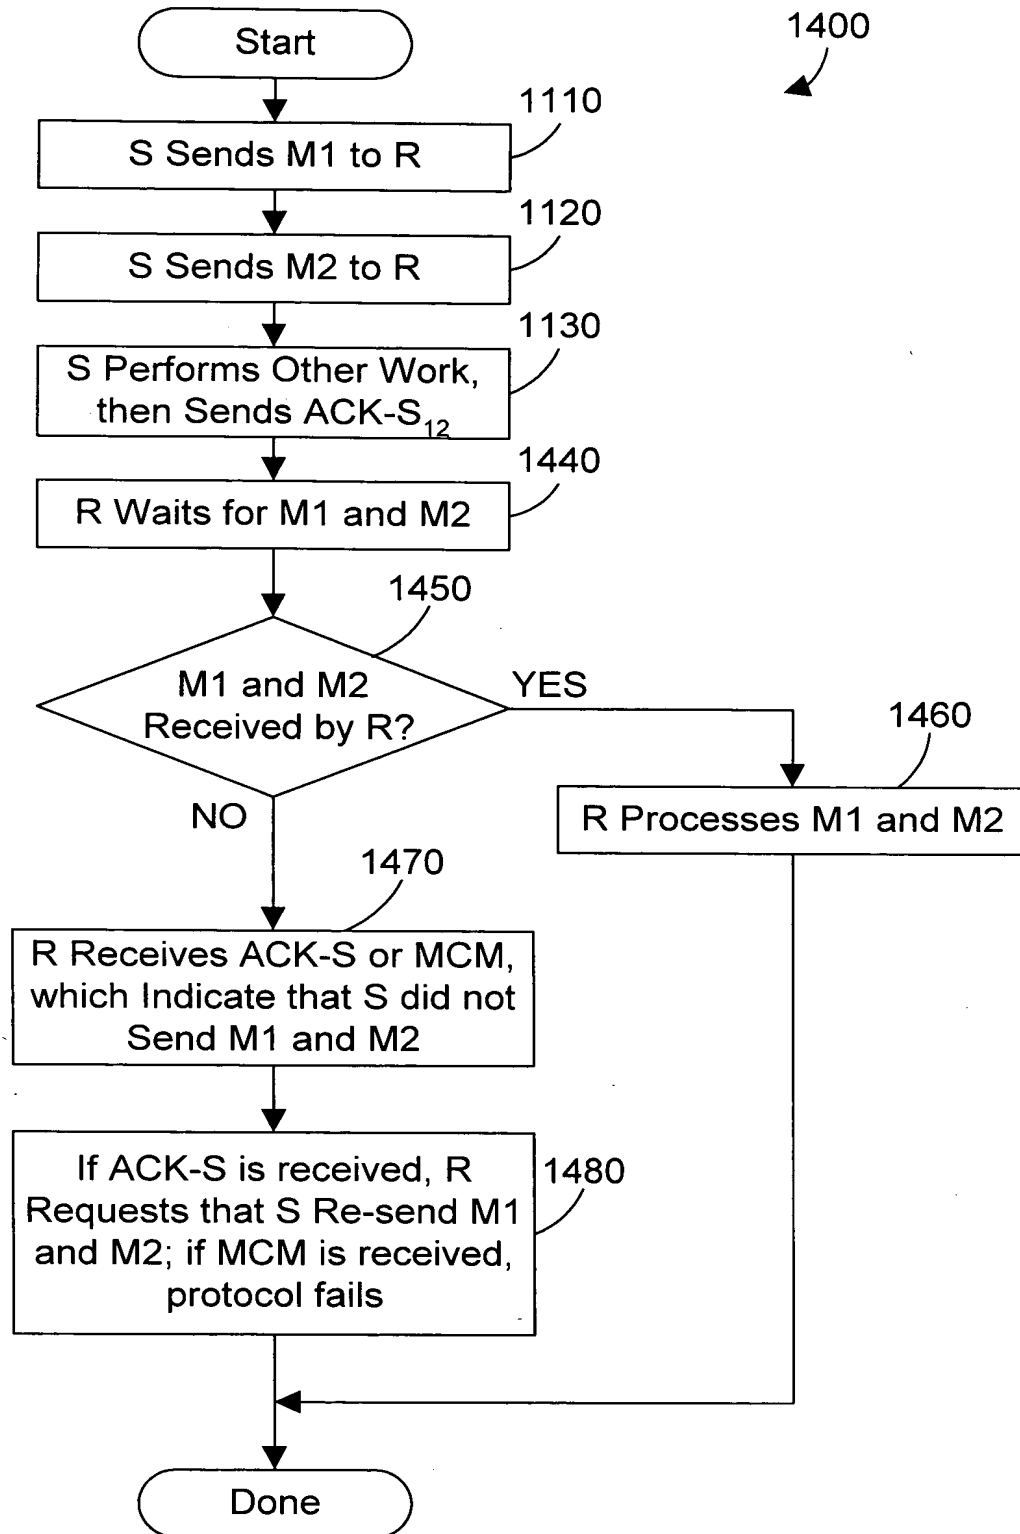 Start
1400
1110
S Sends M1 to R
1120
S Sends M2 to R
1130
S Performs Other Work,
then Sends ACK-S₁₂
1440
R Waits for M1 and M2
1450
M1 and M2
Received by R?
YES
NO
1460
R Processes M1 and M2
1470
R Receives ACK-S or MCM,
which Indicate that S did not
Send M1 and M2
1480
If ACK-S is received, R
Requests that S Re-send M1
and M2; if MCM is received,
protocol fails
Done